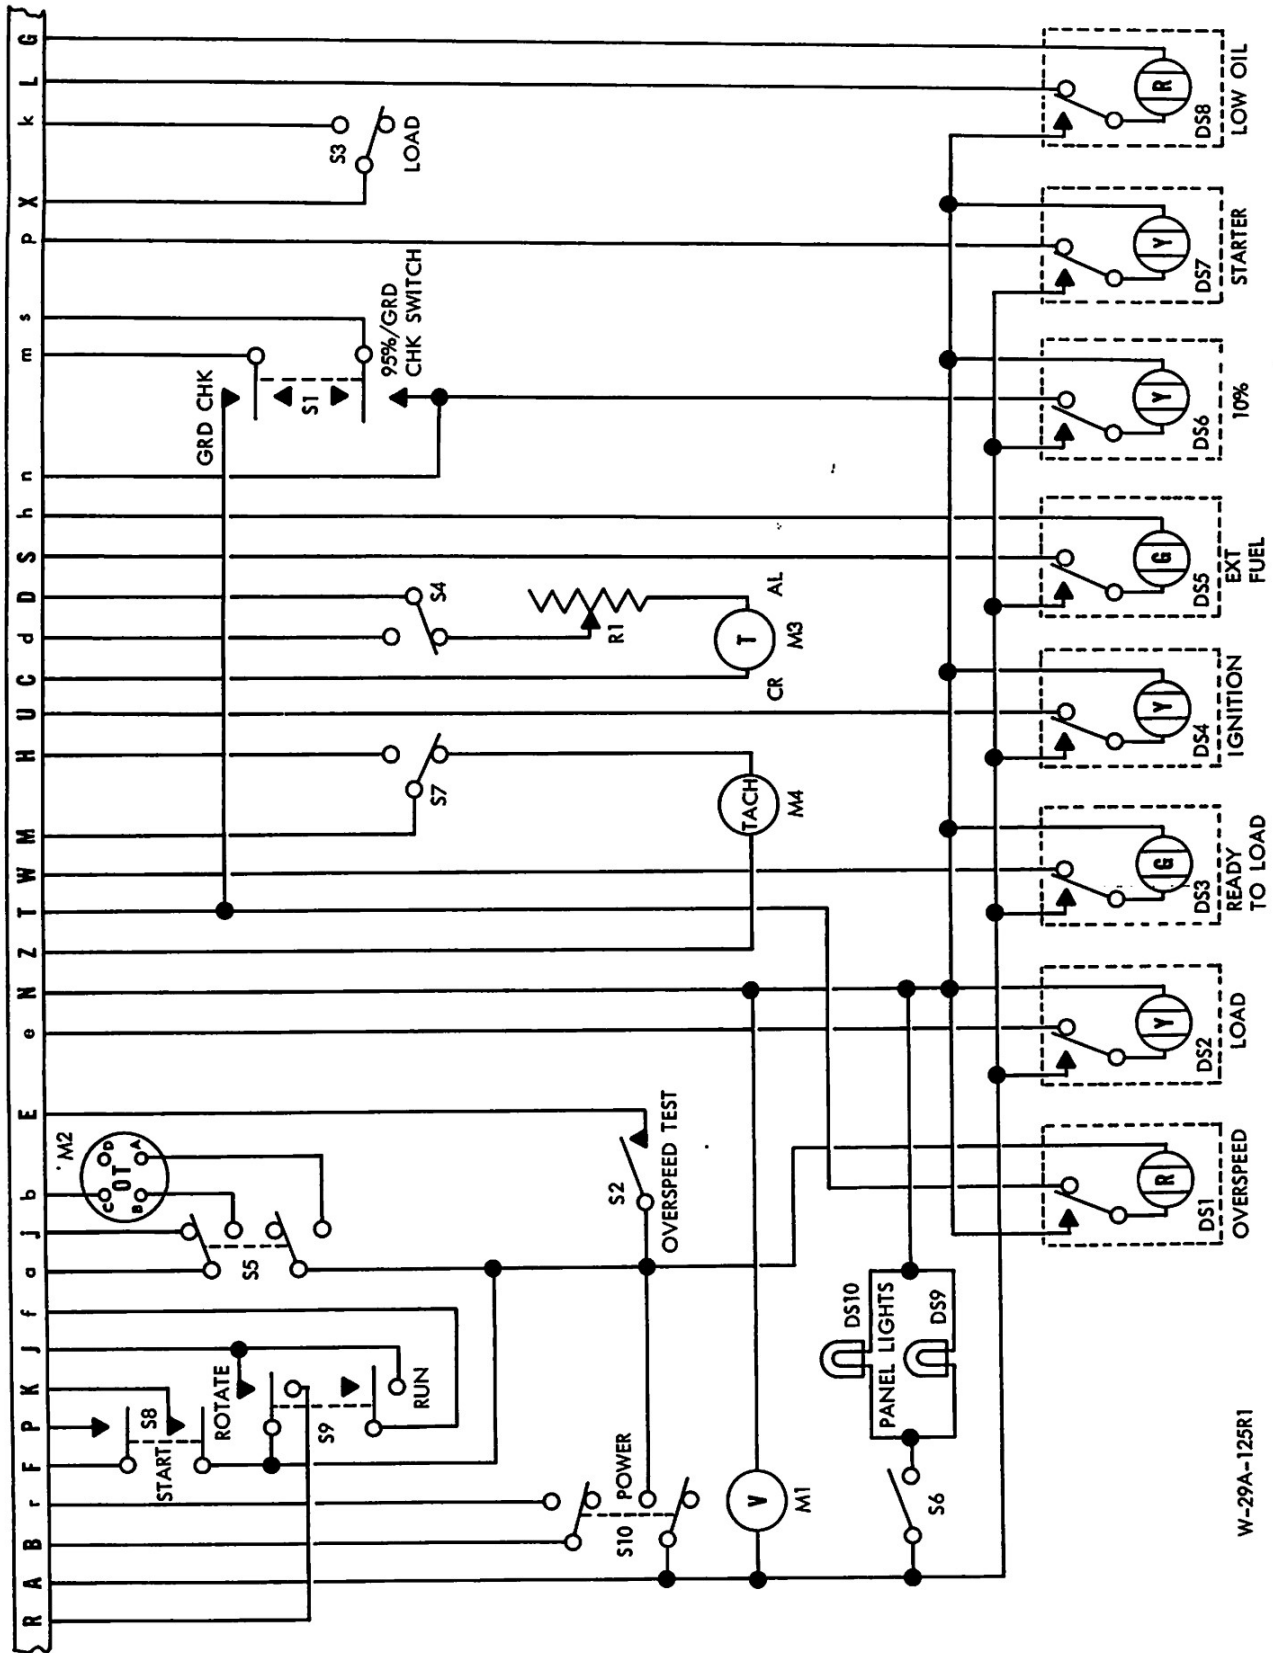 R A B r F P K J f a j b E e N Z T W M H U C d D S h n m s p X k L G
M2
D
A
OT
C
B
S8
START
ROTATE
S9
RUN
S5
GRD CHK
S1
95%/GRD
CHK SWITCH
S3
LOAD
S7
S4
R1
S10
POWER
S2
OVERSPEED TEST
V
M1
TACH
M4
T
M3
CR
AL
S6
PANEL LIGHTS
DS10
DS9
DS1
R
OVERSPEED
DS2
Y
LOAD
DS3
G
READY
TO LOAD
DS4
Y
IGNITION
DS5
G
EXT
FUEL
DS6
Y
10%
DS7
Y
STARTER
DS8
R
LOW OIL
W-29A-125R1